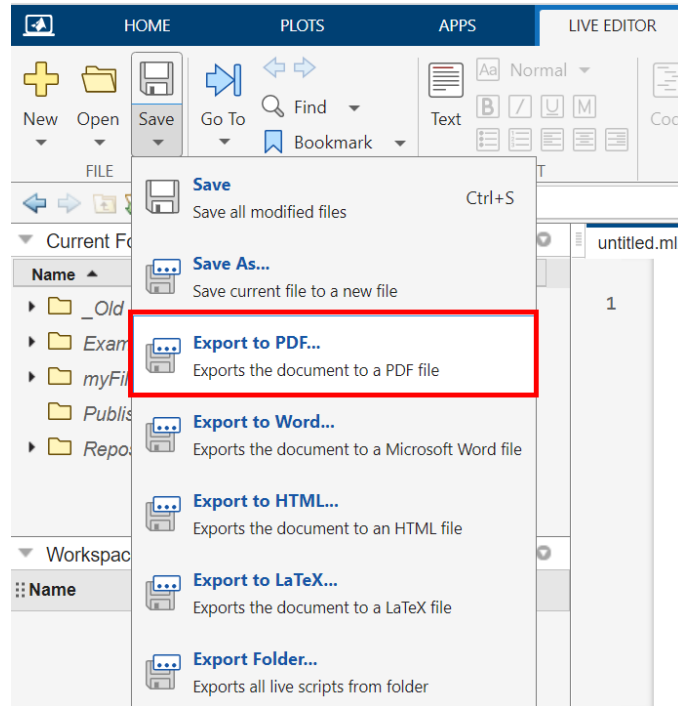 HOME PLOTS APPS LIVE EDITOR
Aa Normal
New Open Save Go To Find Text B I U M
Bookmark
FILE
Save Ctrl+S
Save all modified files
Current Fo untitled.ml
Name
Save As...
Save current file to a new file
1
_Old
Export to PDF...
Exam
Exports the document to a PDF file
myFil
Publis
Export to Word...
Repos
Exports the document to a Microsoft Word file
Export to HTML...
Exports the document to an HTML file
Workspac
Name
Export to LaTeX...
Exports the document to a LaTeX file
Export Folder...
Exports all live scripts from folder